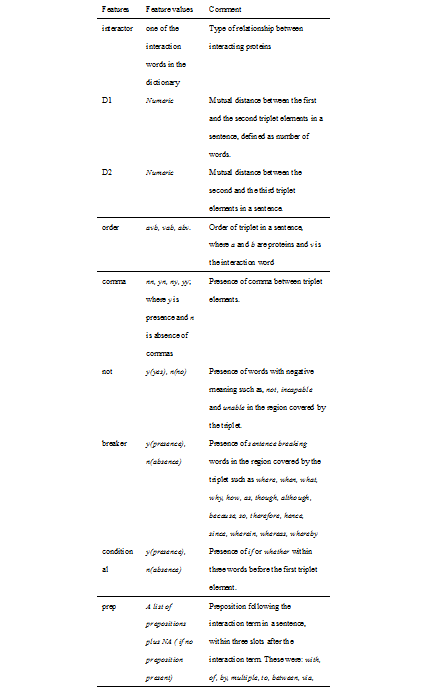 Features Feature values Comment
interactor one of the Type of relationship between
interaction interacting proteins
words in the
dictionary
D1 Numeric Mutual distance between the first
and the second triplet elements in a
sentence, defined as number of
words.
D2 Numeric Mutual distance between the
second and the third triplet
elements in a sentence.
order avb, vab, abv. Order of triplet in a sentence,
where a and b are proteins and v is
the interaction word
comma nn, yn, ny, yy; Presence of comma between triplet
where y is elements.
presence and n
is absence of
commas
not y(yes), n(no) Presence of words with negative
meaning such as, not, incapable
and unable in the region covered by
the triplet.
breaker y(presence), Presence of sentence breaking
n(absence) words in the region covered by the
triplet such as where, when, what,
why, how, as, though, although,
because, so, therefore, hence,
since, wherein, whereas, whereby
condition y(presence), Presence of if or whether within
al n(absence) three words before the first triplet
element.
prep A list of Preposition following the
prepositions interaction term in a sentence,
plus NA ( if no within three slots after the
preposition interaction term. These were: with,
present) of, by, multiple, to, between, via,